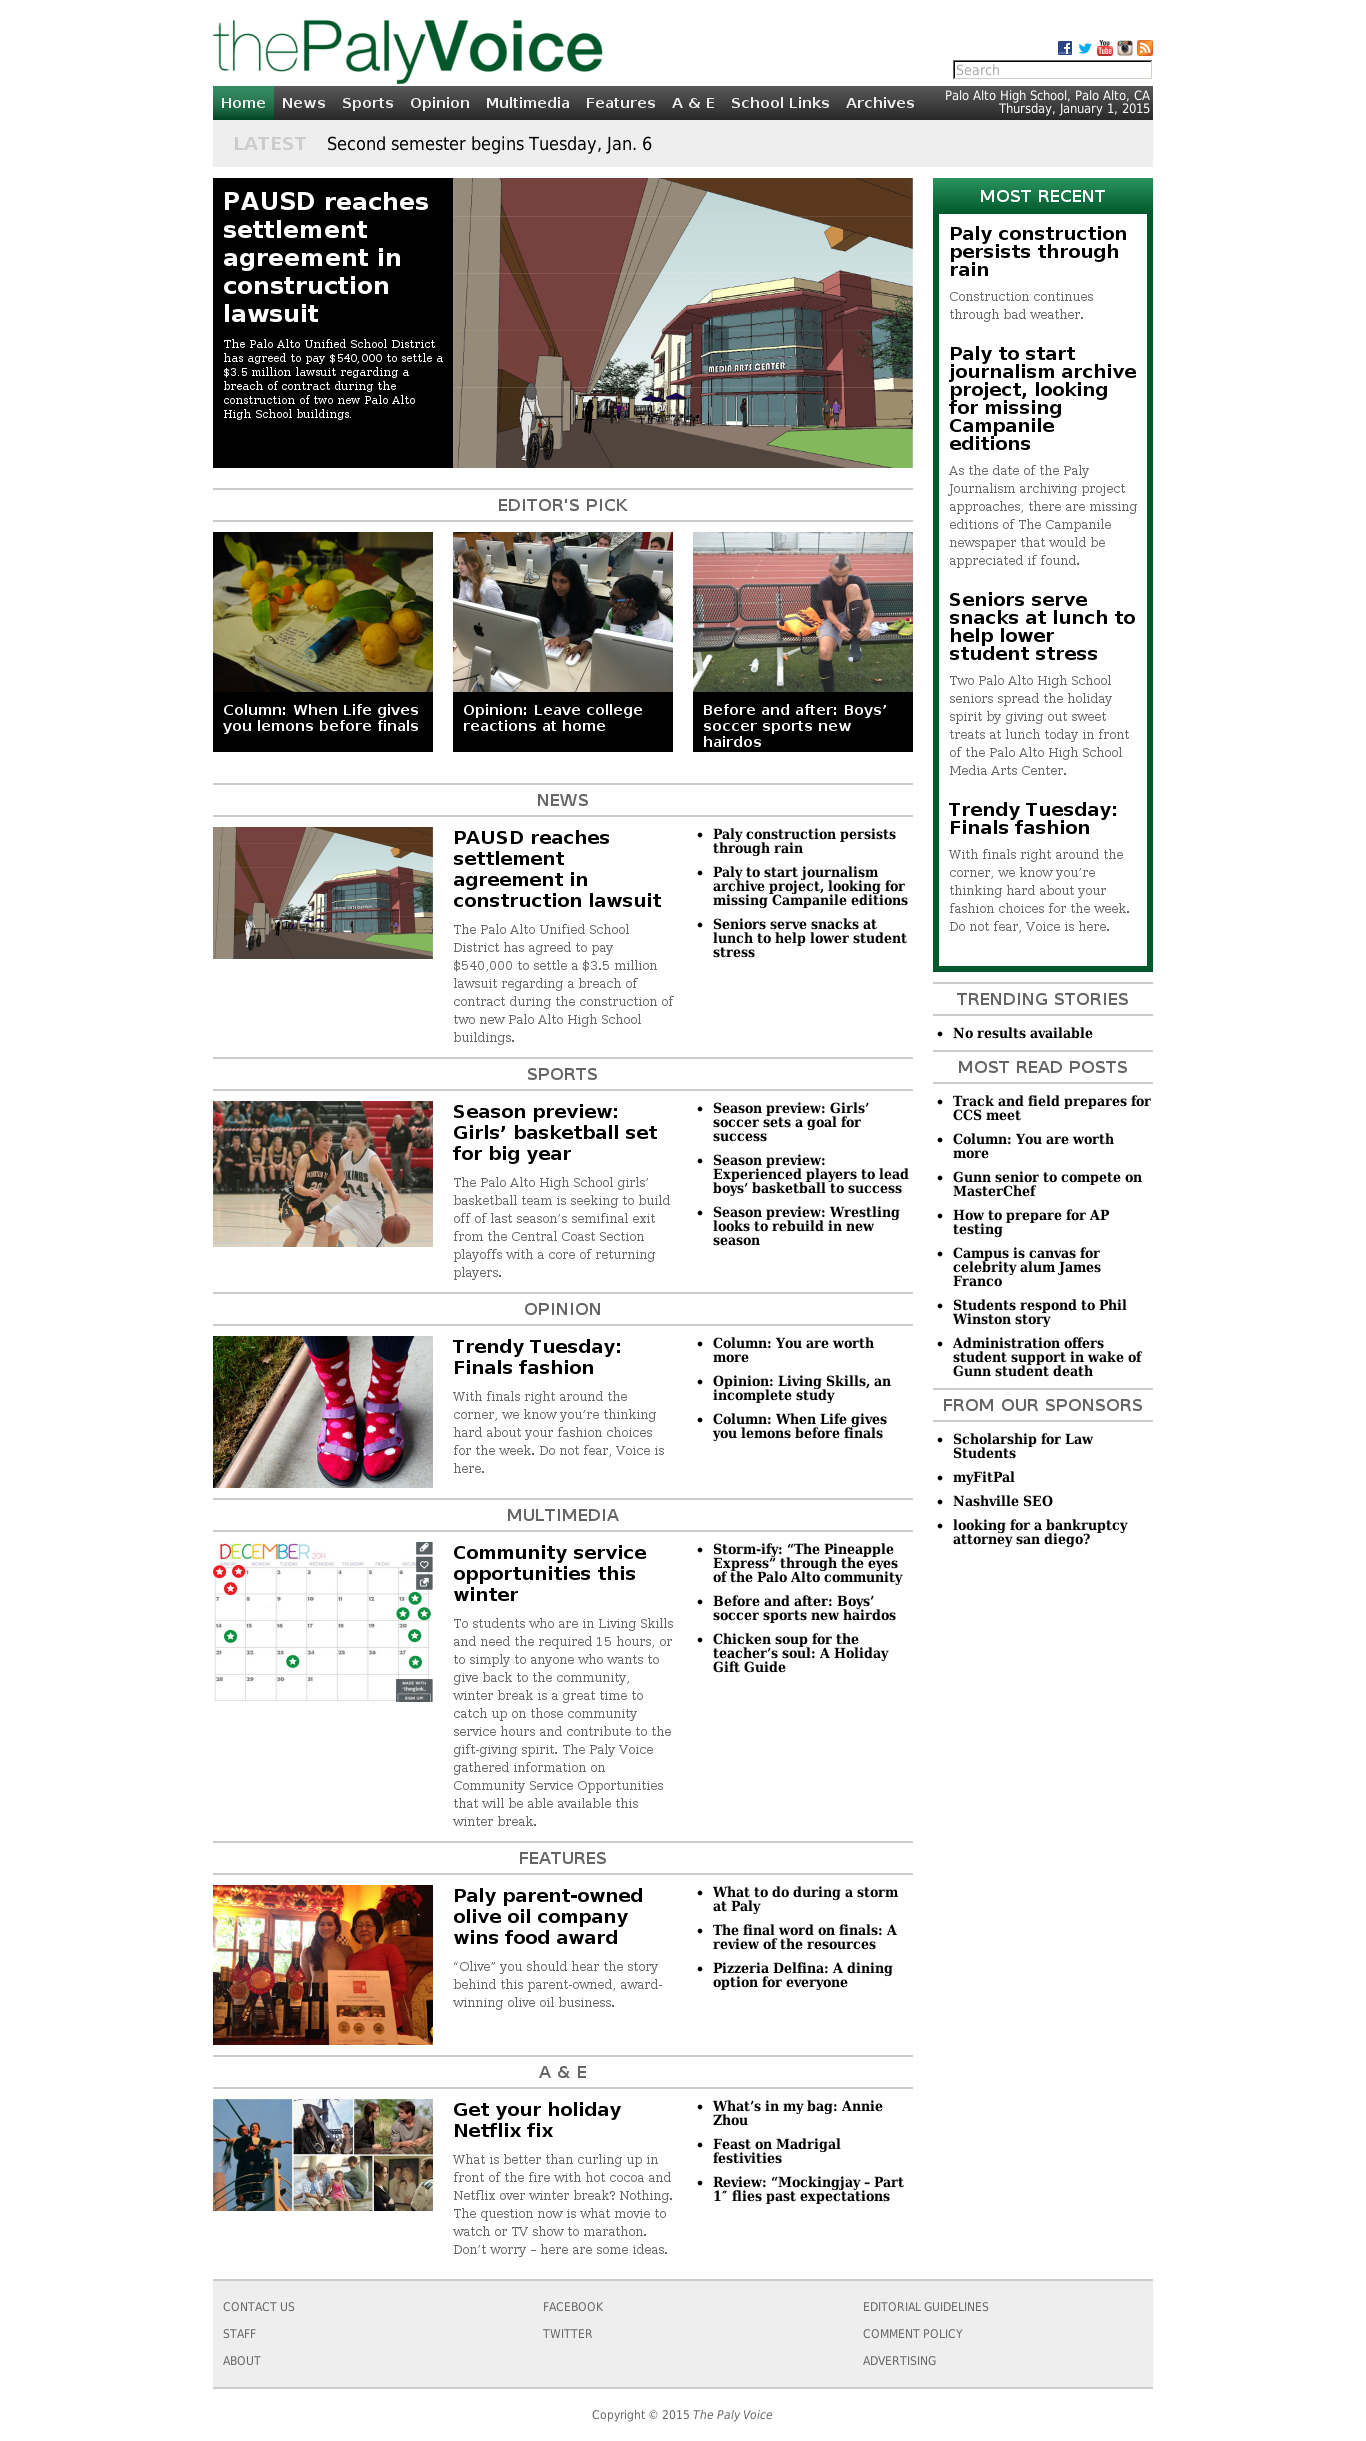 thePalyVoice
Search
Home News Sports Opinion Multimedia Features A & E School Links Archives
Palo Alto High School, Palo Alto, CA
Thursday, January 1, 2015
LATEST Second semester begins Tuesday, Jan. 6
PAUSD reaches
settlement
agreement in
construction
lawsuit
The Palo Alto Unified School District
has agreed to pay $540,000 to settle a
$3.5 million lawsuit regarding a
breach of contract during the
construction of two new Palo Alto
High School buildings.
MEDIA ARTS CENTER
EDITOR'S PICK
Column: When Life gives
you lemons before finals
Opinion: Leave college
reactions at home
Before and after: Boys’
soccer sports new
hairdos
NEWS
PAUSD reaches
settlement
agreement in
construction lawsuit
The Palo Alto Unified School
District has agreed to pay
$540,000 to settle a $3.5 million
lawsuit regarding a breach of
contract during the construction of
two new Palo Alto High School
buildings.
• Paly construction persists
through rain
• Paly to start journalism
archive project, looking for
missing Campanile editions
• Seniors serve snacks at
lunch to help lower student
stress
SPORTS
Season preview:
Girls’ basketball set
for big year
The Palo Alto High School girls’
basketball team is seeking to build
off of last season’s semifinal exit
from the Central Coast Section
playoffs with a core of returning
players.
• Season preview: Girls’
soccer sets a goal for
success
• Season preview:
Experienced players to lead
boys’ basketball to success
• Season preview: Wrestling
looks to rebuild in new
season
OPINION
Trendy Tuesday:
Finals fashion
With finals right around the
corner, we know you’re thinking
hard about your fashion choices
for the week. Do not fear, Voice is
here.
• Column: You are worth
more
• Opinion: Living Skills, an
incomplete study
• Column: When Life gives
you lemons before finals
MULTIMEDIA
DECEMBER 2014
Community service
opportunities this
winter
To students who are in Living Skills
and need the required 15 hours, or
to simply to anyone who wants to
give back to the community,
winter break is a great time to
catch up on those community
service hours and contribute to the
gift-giving spirit. The Paly Voice
gathered information on
Community Service Opportunities
that will be able available this
winter break.
• Storm-ify: “The Pineapple
Express” through the eyes
of the Palo Alto community
• Before and after: Boys’
soccer sports new hairdos
• Chicken soup for the
teacher’s soul: A Holiday
Gift Guide
FEATURES
Paly parent-owned
olive oil company
wins food award
“Olive” you should hear the story
behind this parent-owned, award-
winning olive oil business.
• What to do during a storm
at Paly
• The final word on finals: A
review of the resources
• Pizzeria Delfina: A dining
option for everyone
A & E
Get your holiday
Netflix fix
What is better than curling up in
front of the fire with hot cocoa and
Netflix over winter break? Nothing.
The question now is what movie to
watch or TV show to marathon.
Don’t worry – here are some ideas.
• What’s in my bag: Annie
Zhou
• Feast on Madrigal
festivities
• Review: “Mockingjay – Part
1″ flies past expectations
MOST RECENT
Paly construction
persists through
rain
Construction continues
through bad weather.
Paly to start
journalism archive
project, looking
for missing
Campanile
editions
As the date of the Paly
Journalism archiving project
approaches, there are missing
editions of The Campanile
newspaper that would be
appreciated if found.
Seniors serve
snacks at lunch to
help lower
student stress
Two Palo Alto High School
seniors spread the holiday
spirit by giving out sweet
treats at lunch today in front
of the Palo Alto High School
Media Arts Center.
Trendy Tuesday:
Finals fashion
With finals right around the
corner, we know you’re
thinking hard about your
fashion choices for the week.
Do not fear, Voice is here.
TRENDING STORIES
• No results available
MOST READ POSTS
• Track and field prepares for
CCS meet
• Column: You are worth
more
• Gunn senior to compete on
MasterChef
• How to prepare for AP
testing
• Campus is canvas for
celebrity alum James
Franco
• Students respond to Phil
Winston story
• Administration offers
student support in wake of
Gunn student death
FROM OUR SPONSORS
• Scholarship for Law
Students
• myFitPal
• Nashville SEO
• looking for a bankruptcy
attorney san diego?
CONTACT US
STAFF
ABOUT
FACEBOOK
TWITTER
EDITORIAL GUIDELINES
COMMENT POLICY
ADVERTISING
Copyright © 2015 The Paly Voice